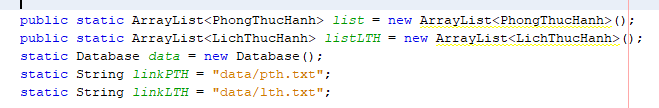 public static ArrayList<PhongThucHanh> list = new ArrayList<PhongThucHanh>();
public static ArrayList<LichThucHanh> listLTH = new ArrayList<LichThucHanh>();
static Database data = new Database();
static String linkPTH = "data/pth.txt";
static String linkLTH = "data/lth.txt";